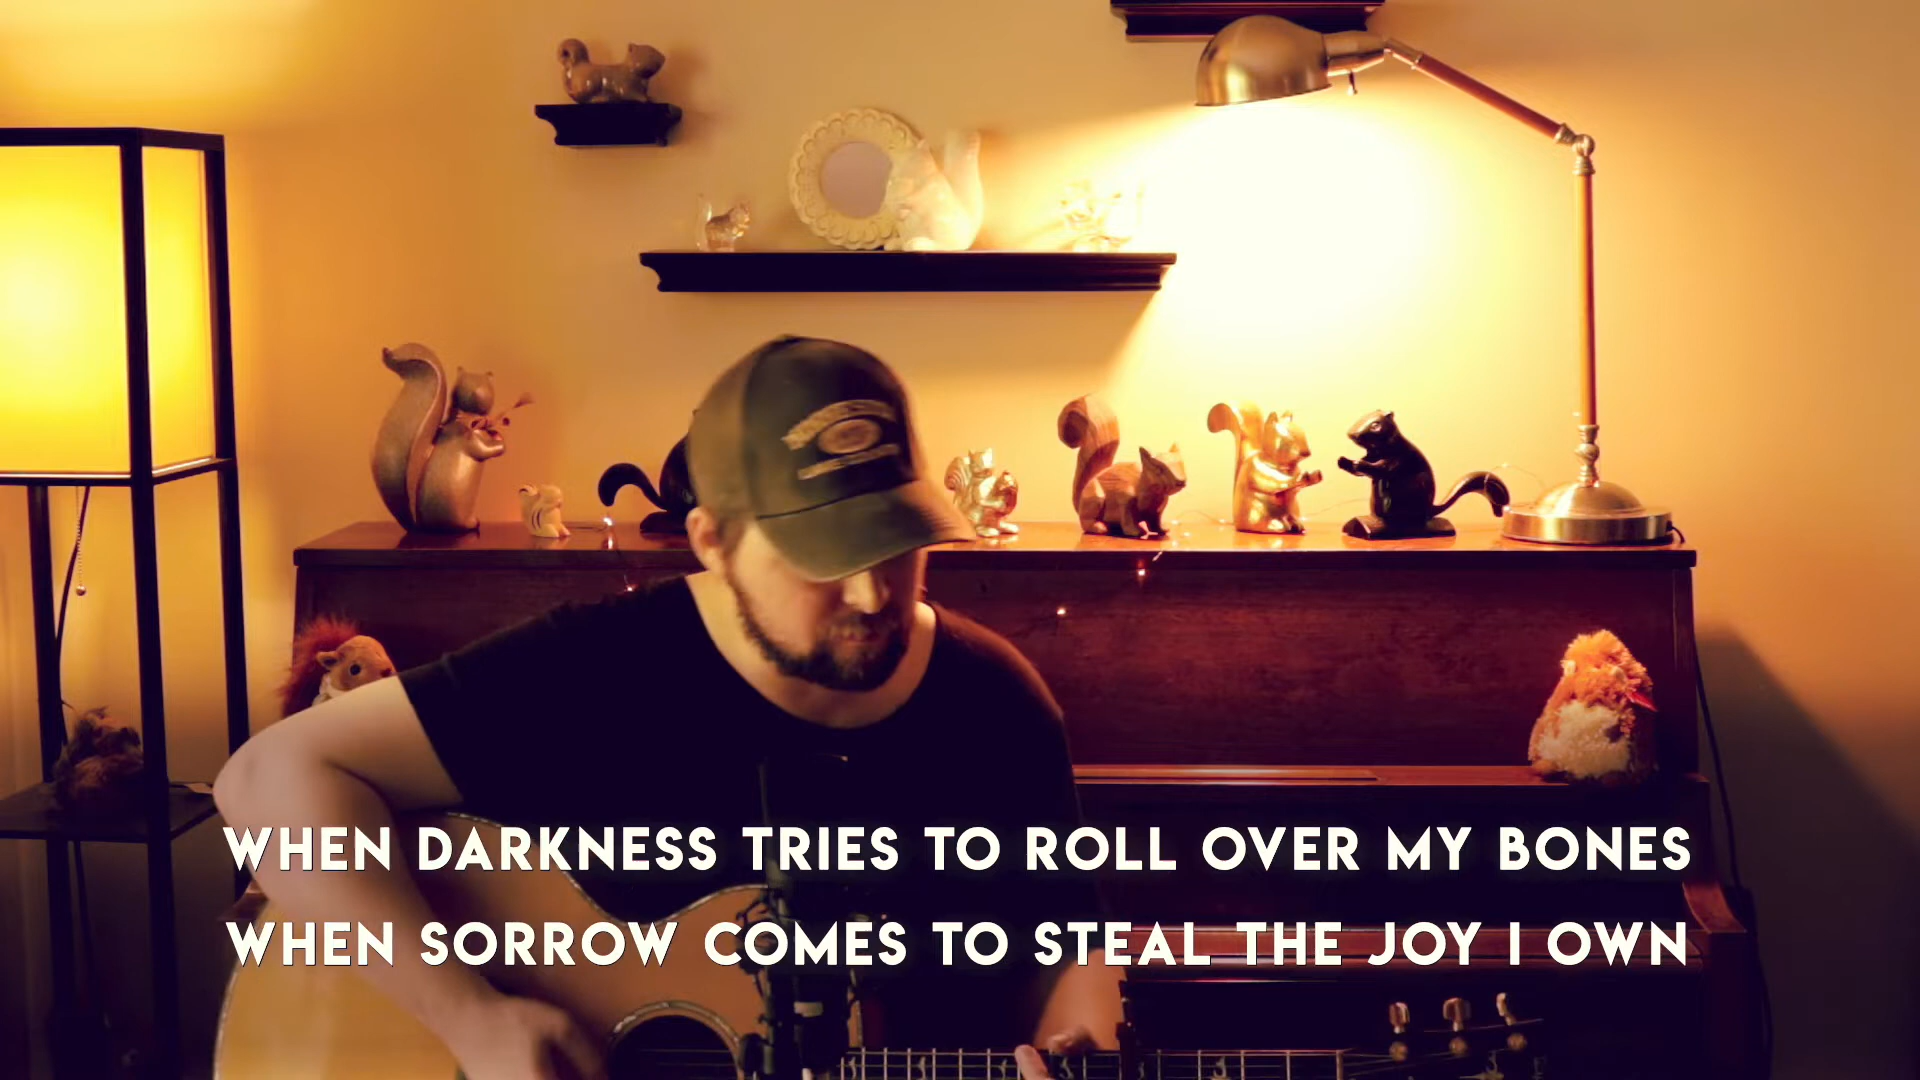 WHEN DARKNESS TRIES TO ROLL OVER MY BONES
WHEN SORROW COMES TO STEAL THE JOY I OWN